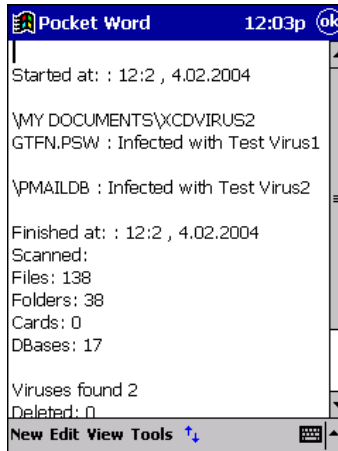 Pocket Word 12:03p ok
Started at: : 12:2 , 4.02.2004
\MY DOCUMENTS\XCDVIRUS2
GTFN.PSW : Infected with Test Virus1
\PMAILDB : Infected with Test Virus2
Finished at: : 12:2 , 4.02.2004
Scanned:
Files: 138
Folders: 38
Cards: 0
DBases: 17
Viruses found 2
Deleted: 0
New Edit View Tools